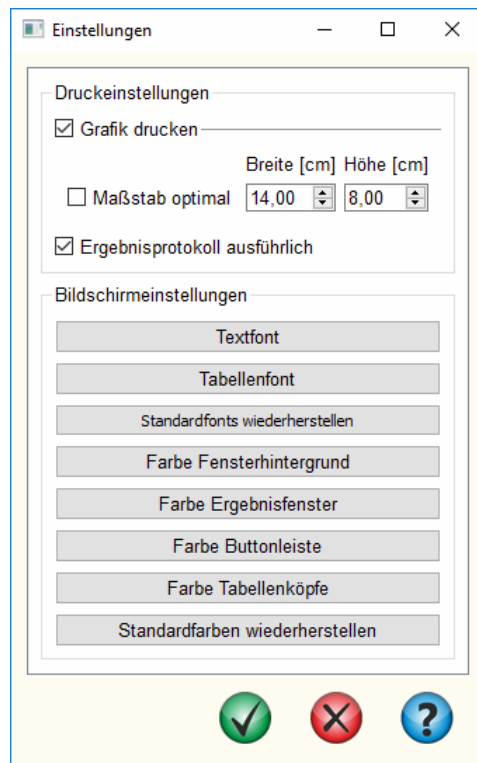 Einstellungen
Druckeinstellungen
Grafik drucken
Breite [cm] Höhe [cm]
Maßstab optimal 14,00 8,00
Ergebnisprotokoll ausführlich
Bildschirmeinstellungen
Textfont
Tabellenfont
Standardfonts wiederherstellen
Farbe Fensterhintergrund
Farbe Ergebnisfenster
Farbe Buttonleiste
Farbe Tabellenköpfe
Standardfarben wiederherstellen
?